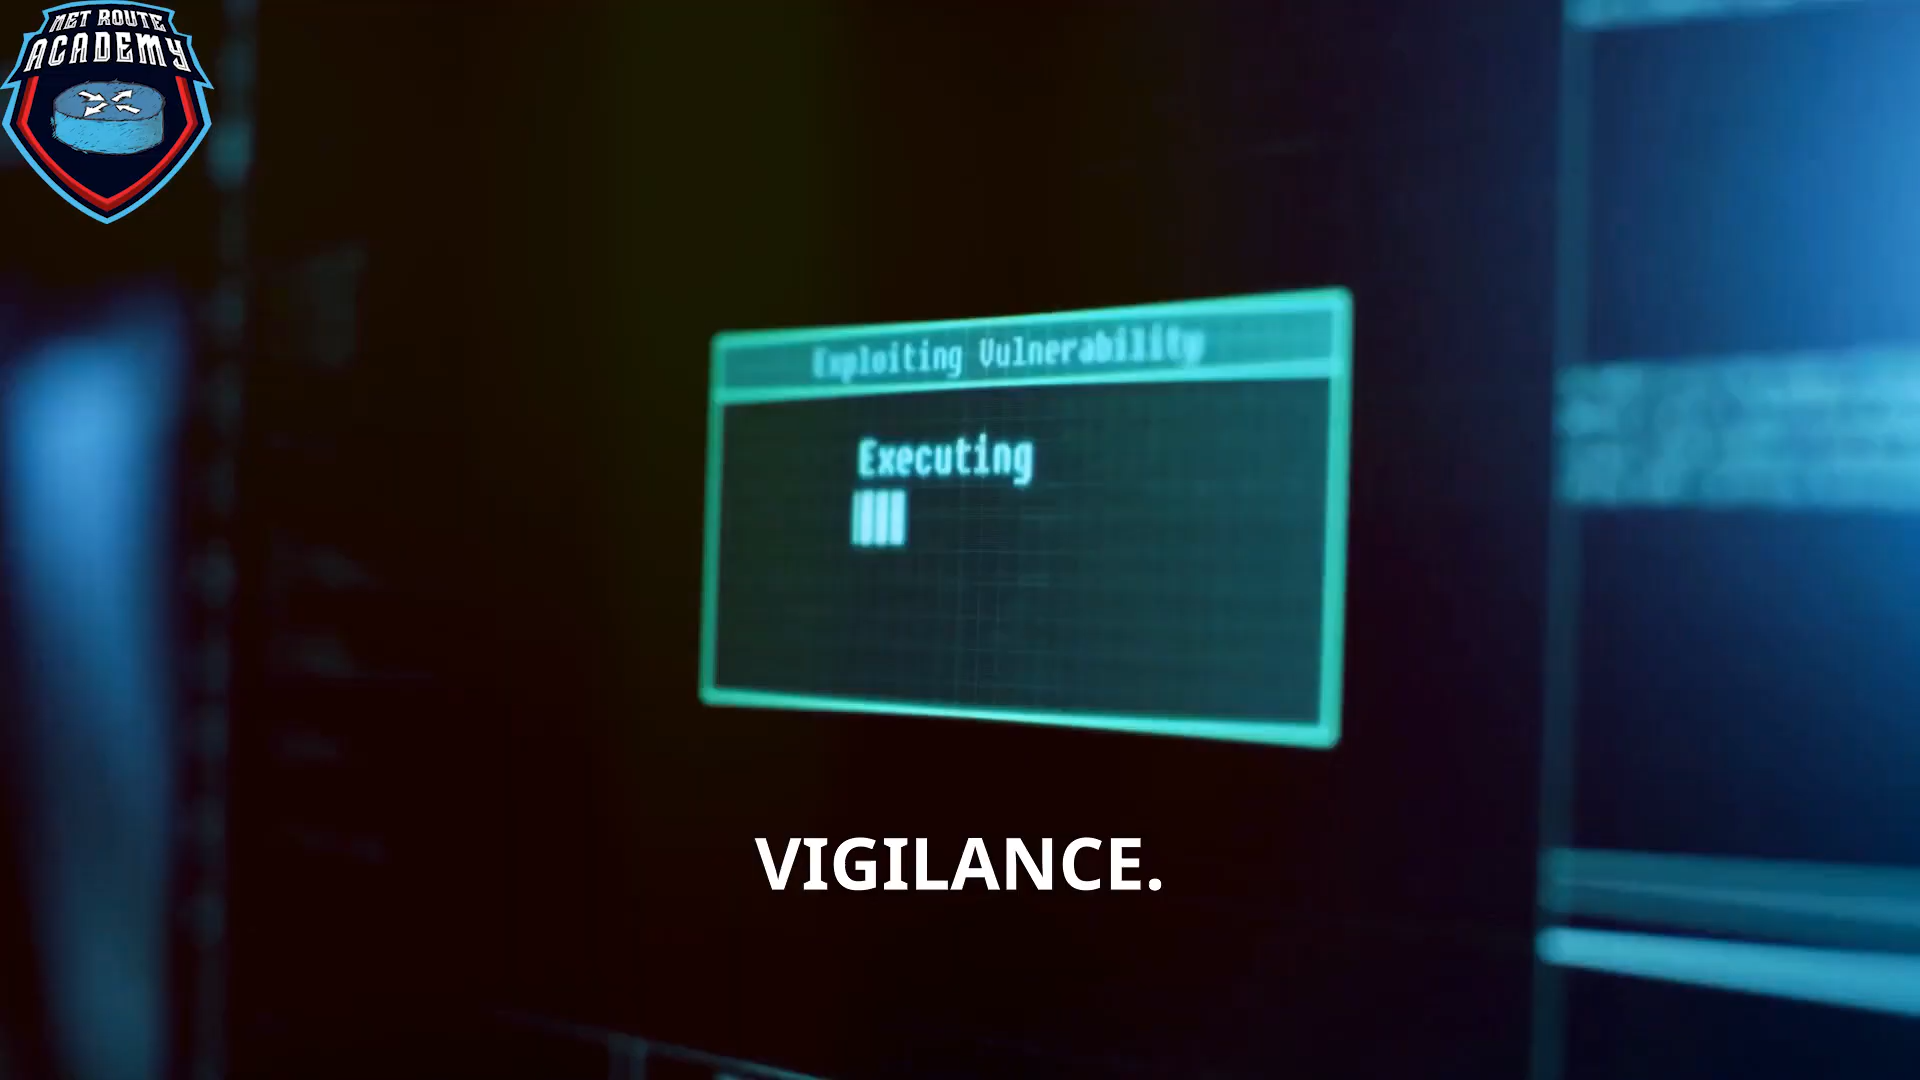 NET ROUTE
ACADEMY
Exploiting Vulnerability
Executing
VIGILANCE.